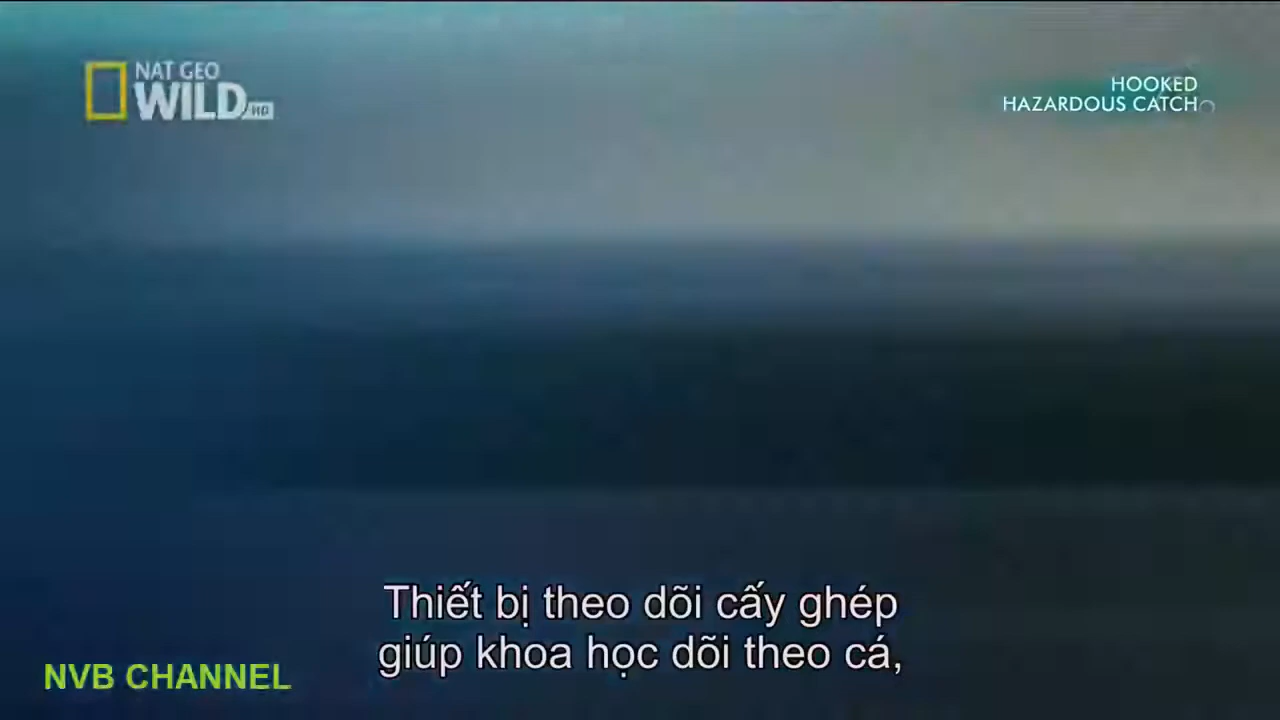 NAT GEO
WILD HD
HOOKED
HAZARDOUS CATCH
Thiết bị theo dõi cấy ghép
giúp khoa học dõi theo cá,
NVB CHANNEL